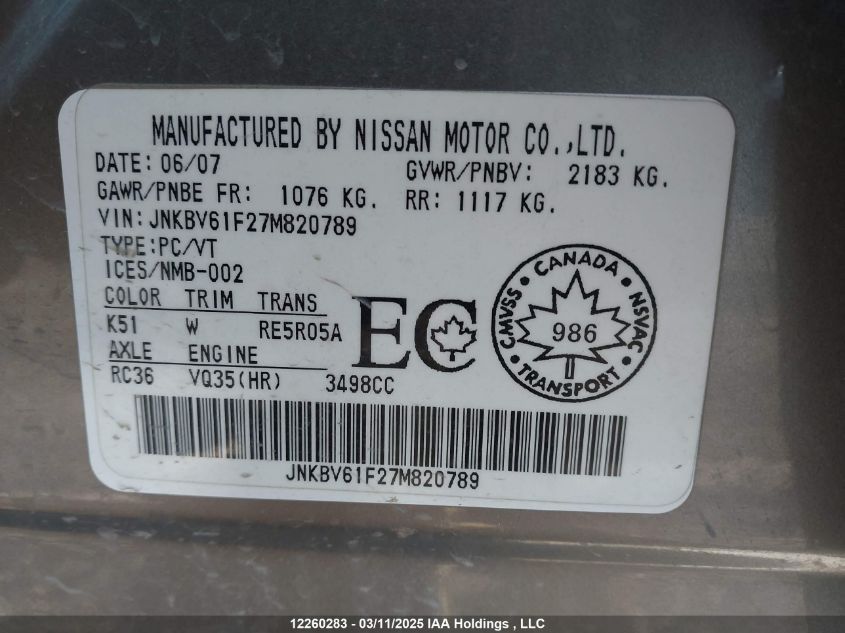 MANUFACTURED BY NISSAN MOTOR CO.,LTD.
DATE: 06/07 GVWR/PNBV: 2183 KG.
GAWR/PNBE FR: 1076 KG. RR: 1117 KG.
VIN: JNKBV61F27M820789
TYPE:PC/VT
ICES/NMB-002
COLOR TRIM TRANS
K51 W RE5R05A
AXLE ENGINE
RC36 VQ35(HR) 3498CC
EC
CANADA
CMVSS NSVAC
986
TRANSPORT
JNKBV61F27M820789
12260283 - 03/11/2025 IAA Holdings , LLC